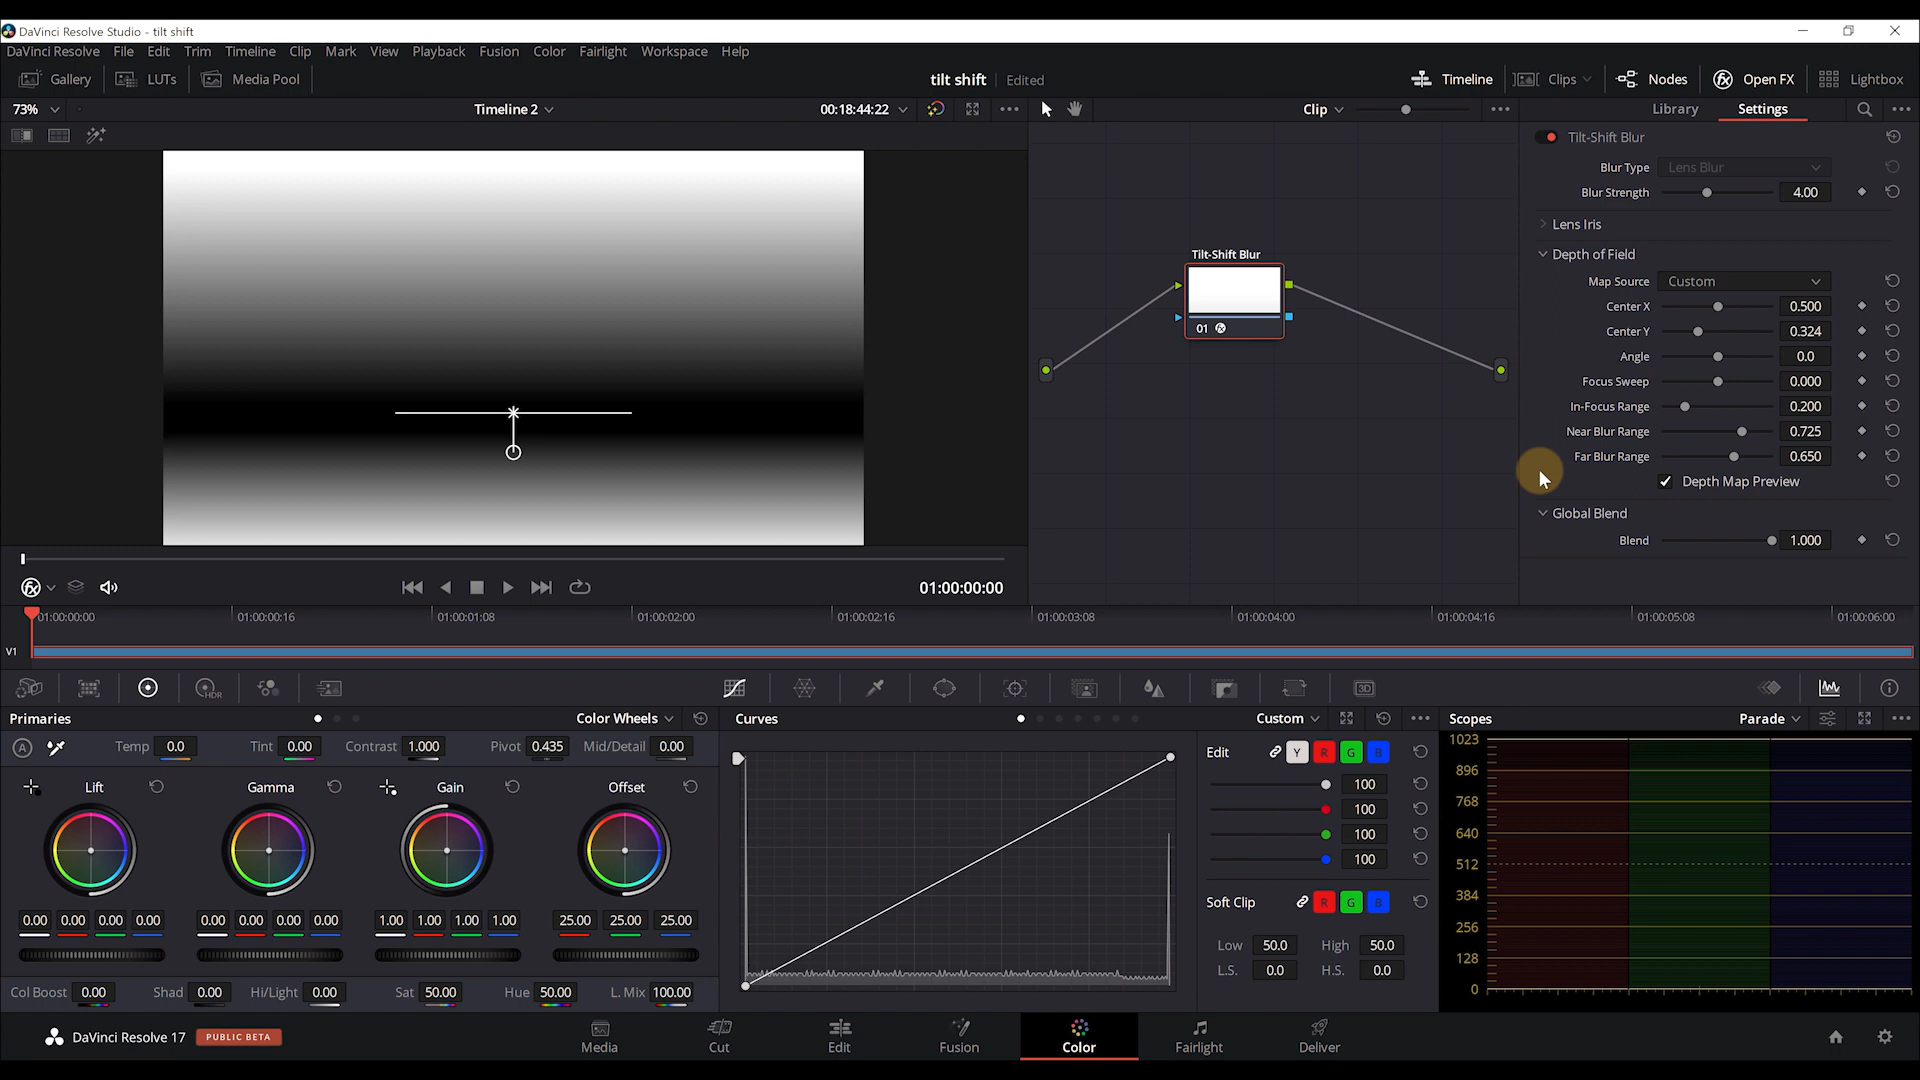 DaVinci Resolve Studio - tilt shift
DaVinci Resolve File Edit Trim Timeline Clip Mark View Playback Fusion Color Fairlight Workspace Help
Gallery LUTs Media Pool tilt shift Edited Timeline Clips Nodes Open FX Lightbox
73% Timeline 2 00:18:44:22 Clip Library Settings
Tilt-Shift Blur
Blur Type Lens Blur
Blur Strength 4.00
Lens Iris
Depth of Field
Map Source Custom
Center X 0.500
Center Y 0.324
Angle 0.0
Focus Sweep 0.000
In-Focus Range 0.200
Near Blur Range 0.725
Far Blur Range 0.650
Depth Map Preview
Global Blend
Blend 1.000
Tilt-Shift Blur
01
01:00:00:00
01:00:00:00 01:00:00:16 01:00:01:08 01:00:02:00 01:00:02:16 01:00:03:08 01:00:04:00 01:00:04:16 01:00:05:08 01:00:06:00
V1
HDR 3D
Primaries Color Wheels Curves Custom Scopes Parade
A Temp 0.0 Tint 0.00 Contrast 1.000 Pivot 0.435 Mid/Detail 0.00
Lift Gamma Gain Offset
0.00 0.00 0.00 0.00 0.00 0.00 0.00 0.00 1.00 1.00 1.00 1.00 25.00 25.00 25.00
Col Boost 0.00 Shad 0.00 Hi/Light 0.00 Sat 50.00 Hue 50.00 L. Mix 100.00
Edit Y R G B
100
100
100
100
Soft Clip R G B
Low 50.0 High 50.0
L.S. 0.0 H.S. 0.0
1023
896
768
640
512
384
256
128
0
DaVinci Resolve 17 PUBLIC BETA Media Cut Edit Fusion Color Fairlight Deliver